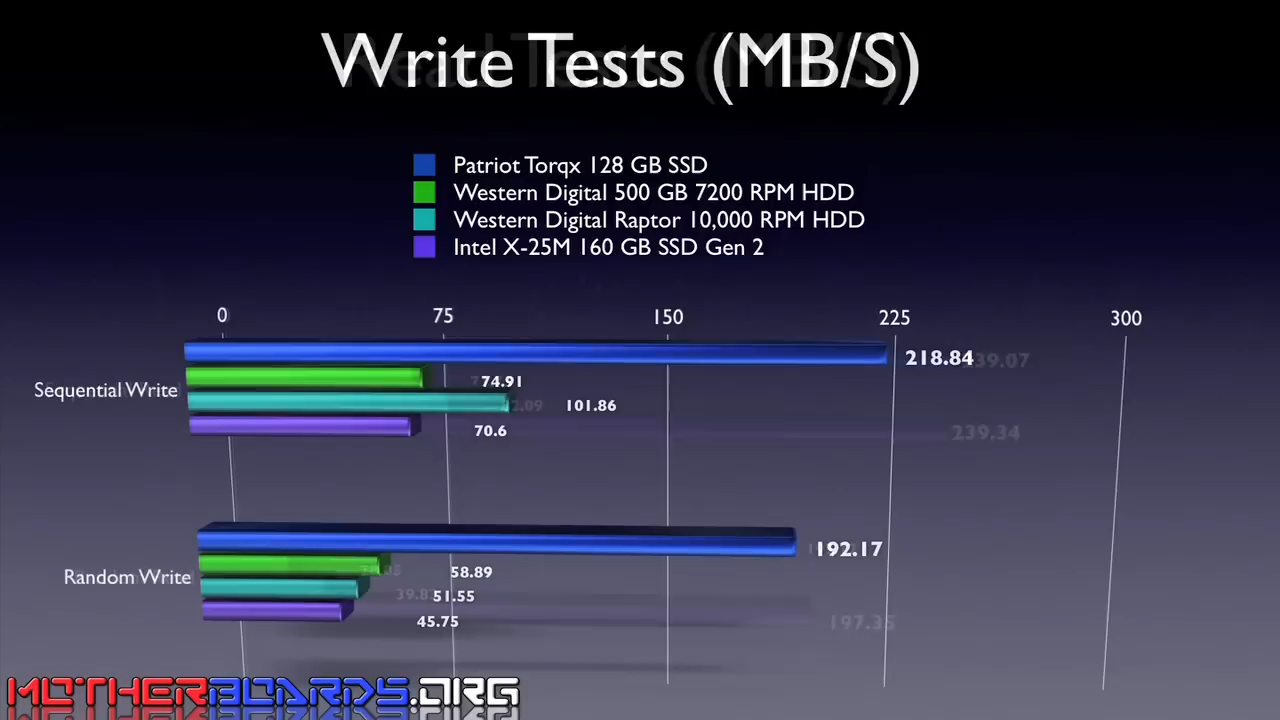 Write Tests (MB/S)
Patriot Torqx 128 GB SSD
Western Digital 500 GB 7200 RPM HDD
Western Digital Raptor 10,000 RPM HDD
Intel X-25M 160 GB SSD Gen 2
0 75 150 225 300
218.84
Sequential Write
74.91
101.86
70.6
239.34
192.17
Random Write
58.89
51.55
45.75
MOTHERBOARDS.ORG